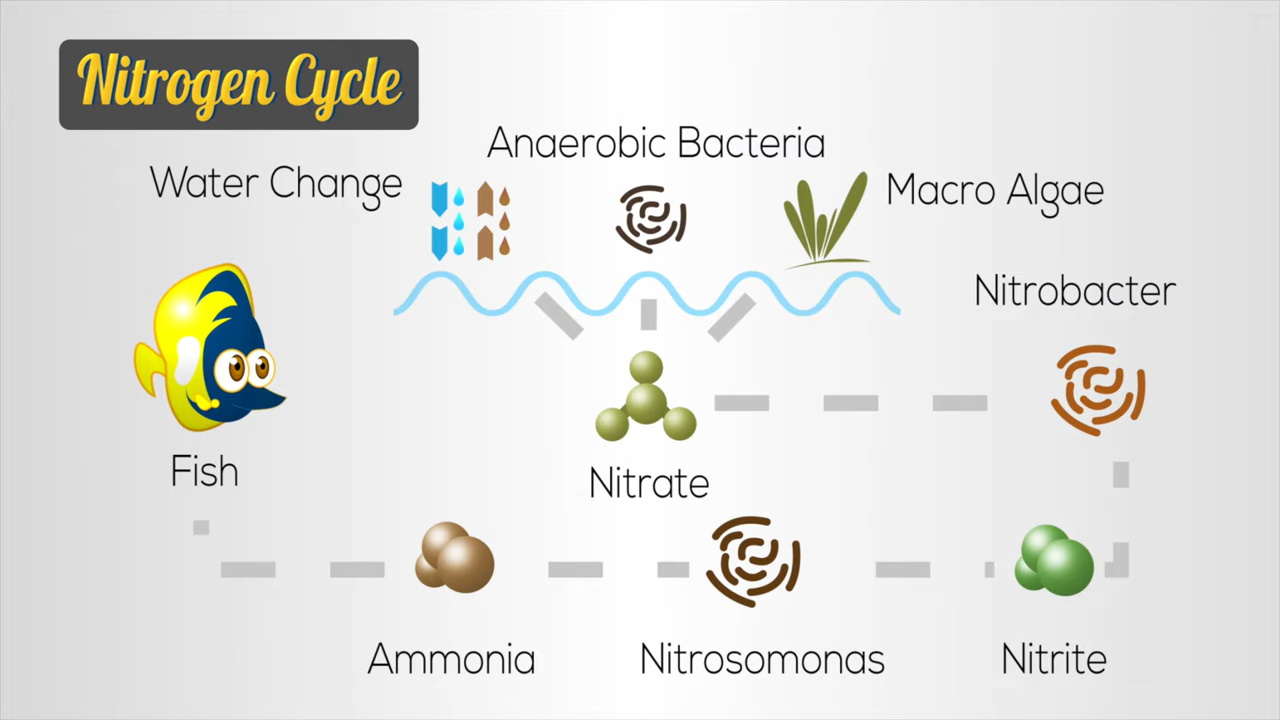 Nitrogen Cycle
Anaerobic Bacteria
Water Change
Macro Algae
Nitrobacter
Fish
Nitrate
Ammonia
Nitrosomonas
Nitrite